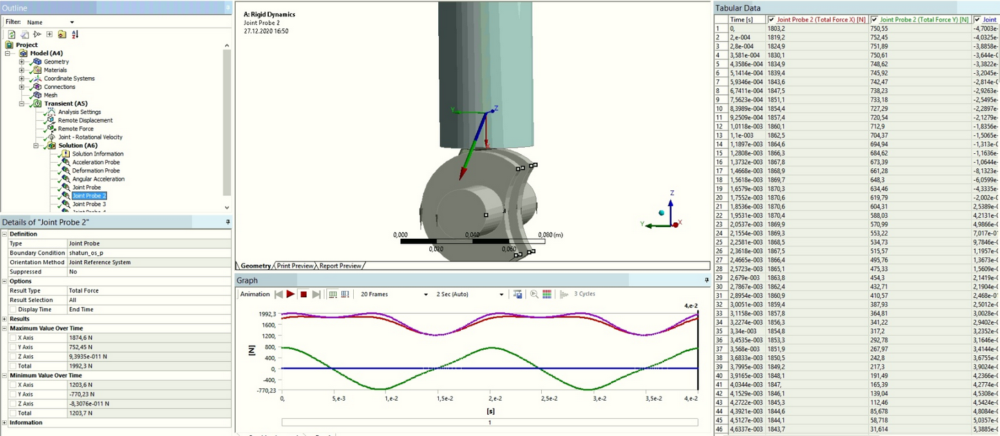 Outline
Filter: Name
Project
Model (A4)
Geometry
Materials
Coordinate Systems
Connections
Mesh
Transient (A5)
Analysis Settings
Remote Displacement
Remote Force
Joint - Rotational Velocity
Solution (A6)
Solution Information
Acceleration Probe
Deformation Probe
Angular Acceleration
Joint Probe
Joint Probe 2
Joint Probe 3
Details of "Joint Probe 2"
Definition
Type Joint Probe
Boundary Condition shatun_os_p
Orientation Method Joint Reference System
Suppressed No
Options
Result Type Total Force
Result Selection All
Display Time End Time
Results
Maximum Value Over Time
X Axis 1874,6 N
Y Axis 752,45 N
Z Axis 9,3935e-011 N
Total 1992,3 N
Minimum Value Over Time
X Axis 1203,6 N
Y Axis -770,23 N
Z Axis -8,3076e-011 N
Total 1203,7 N
Information
A: Rigid Dynamics
Joint Probe 2
27.12.2020 16:50
Y Z
Z
Y X
0,000 0,040 0,080 (m)
0,020 0,060
Geometry Print Preview Report Preview
Graph
Animation 20 Frames 2 Sec (Auto) 3 Cycles
4,e-2
1992,3
1600,
1200,
800,
400,
0,
-400,
-770,23
[N]
0, 5,e-3 1,e-2 1,5e-2 2,e-2 2,5e-2 3,e-2 3,5e-2 4,e-2
[s]
1
Tabular Data
Time [s] Joint Probe 2 (Total Force X) [N] Joint Probe 2 (Total Force Y) [N] Joint
1 0, 1803,2 750,55 -4,7003e-
2 2,e-004 1819,2 752,45 -4,0325e-
3 2,8e-004 1824,9 751,89 -3,8858e-
4 3,581e-004 1830,1 750,61 -3,644e-
5 4,3586e-004 1834,9 748,62 -3,3822e-
6 5,1414e-004 1839,4 745,92 -3,2045e-
7 5,9346e-004 1843,6 742,47 -2,814e-
8 6,7411e-004 1847,5 738,23 -2,9263e-
9 7,5623e-004 1851,1 733,18 -2,5495e-
10 8,3989e-004 1854,4 727,29 -2,2897e-
11 9,2509e-004 1857,4 720,54 -2,1279e-
12 1,0118e-003 1860,1 712,9 -1,8356e-
13 1,1e-003 1862,5 704,37 -1,5065e-
14 1,1897e-003 1864,6 694,94 -1,313e-
15 1,2808e-003 1866,3 684,62 -1,1636e-
16 1,3732e-003 1867,8 673,39 -1,0644e-
17 1,4668e-003 1868,9 661,28 -8,1323e-
18 1,5618e-003 1869,7 648,3 -6,0599e-
19 1,6579e-003 1870,3 634,46 -4,3335e-
20 1,7552e-003 1870,6 619,79 -2,002e-
21 1,8536e-003 1870,6 604,31 2,5389e-
22 1,9531e-003 1870,4 588,03 4,2131e-
23 2,0537e-003 1869,9 570,99 4,9866e-
24 2,1554e-003 1869,3 553,22 7,017e-
25 2,2581e-003 1868,5 534,73 9,7846e-
26 2,3618e-003 1867,5 515,57 1,1957e-
27 2,4665e-003 1866,4 495,76 1,3673e-
28 2,5723e-003 1865,1 475,33 1,5609e-
29 2,679e-003 1863,8 454,3 2,1419e-
30 2,7867e-003 1862,4 432,71 2,1904e-
31 2,8954e-003 1860,9 410,57 2,468e-
32 3,0051e-003 1859,4 387,93 2,5012e-
33 3,1158e-003 1857,8 364,81 3,0028e-
34 3,2274e-003 1856,3 341,22 2,9402e-
35 3,34e-003 1854,8 317,2 3,2352e-
36 3,4535e-003 1853,3 292,78 3,1646e-
37 3,568e-003 1851,9 267,97 3,4144e-
38 3,6833e-003 1850,5 242,8 3,6755e-
39 3,7995e-003 1849,2 217,3 3,9024e-
40 3,9165e-003 1848,1 191,49 4,2366e-
41 4,0344e-003 1847, 165,39 4,2774e-
42 4,1529e-003 1846,1 139,04 4,5308e-
43 4,2722e-003 1845,3 112,46 4,5424e-
44 4,3921e-003 1844,6 85,678 4,8084e-
45 4,5127e-003 1844,1 58,718 5,0357e-
46 4,6337e-003 1843,7 31,614 5,3885e-